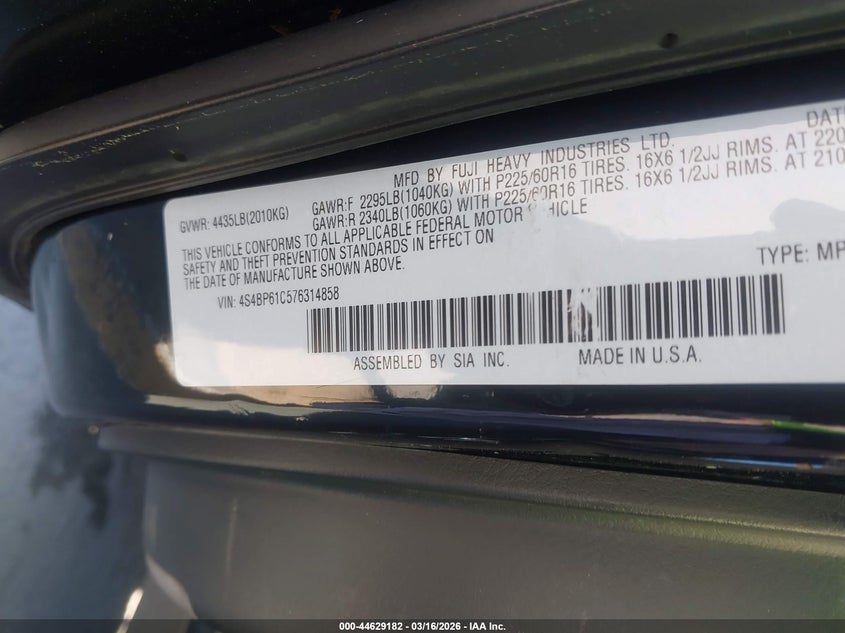 MFD BY FUJI HEAVY INDUSTRIES LTD. DATE
GVWR: 4435LB(2010KG) GAWR:F 2295LB(1040KG) WITH P225/60R16 TIRES. 16X6 1/2JJ RIMS. AT 220
GAWR:R 2340LB(1060KG) WITH P225/60R16 TIRES. 16X6 1/2JJ RIMS. AT 210
THIS VEHICLE CONFORMS TO ALL APPLICABLE FEDERAL MOTOR VEHICLE
SAFETY AND THEFT PREVENTION STANDARDS IN EFFECT ON
THE DATE OF MANUFACTURE SHOWN ABOVE.
VIN: 4S4BP61C576314858 TYPE: MP
ASSEMBLED BY SIA INC. MADE IN U.S.A.
000-44629182 - 03/16/2026 - IAA Inc.